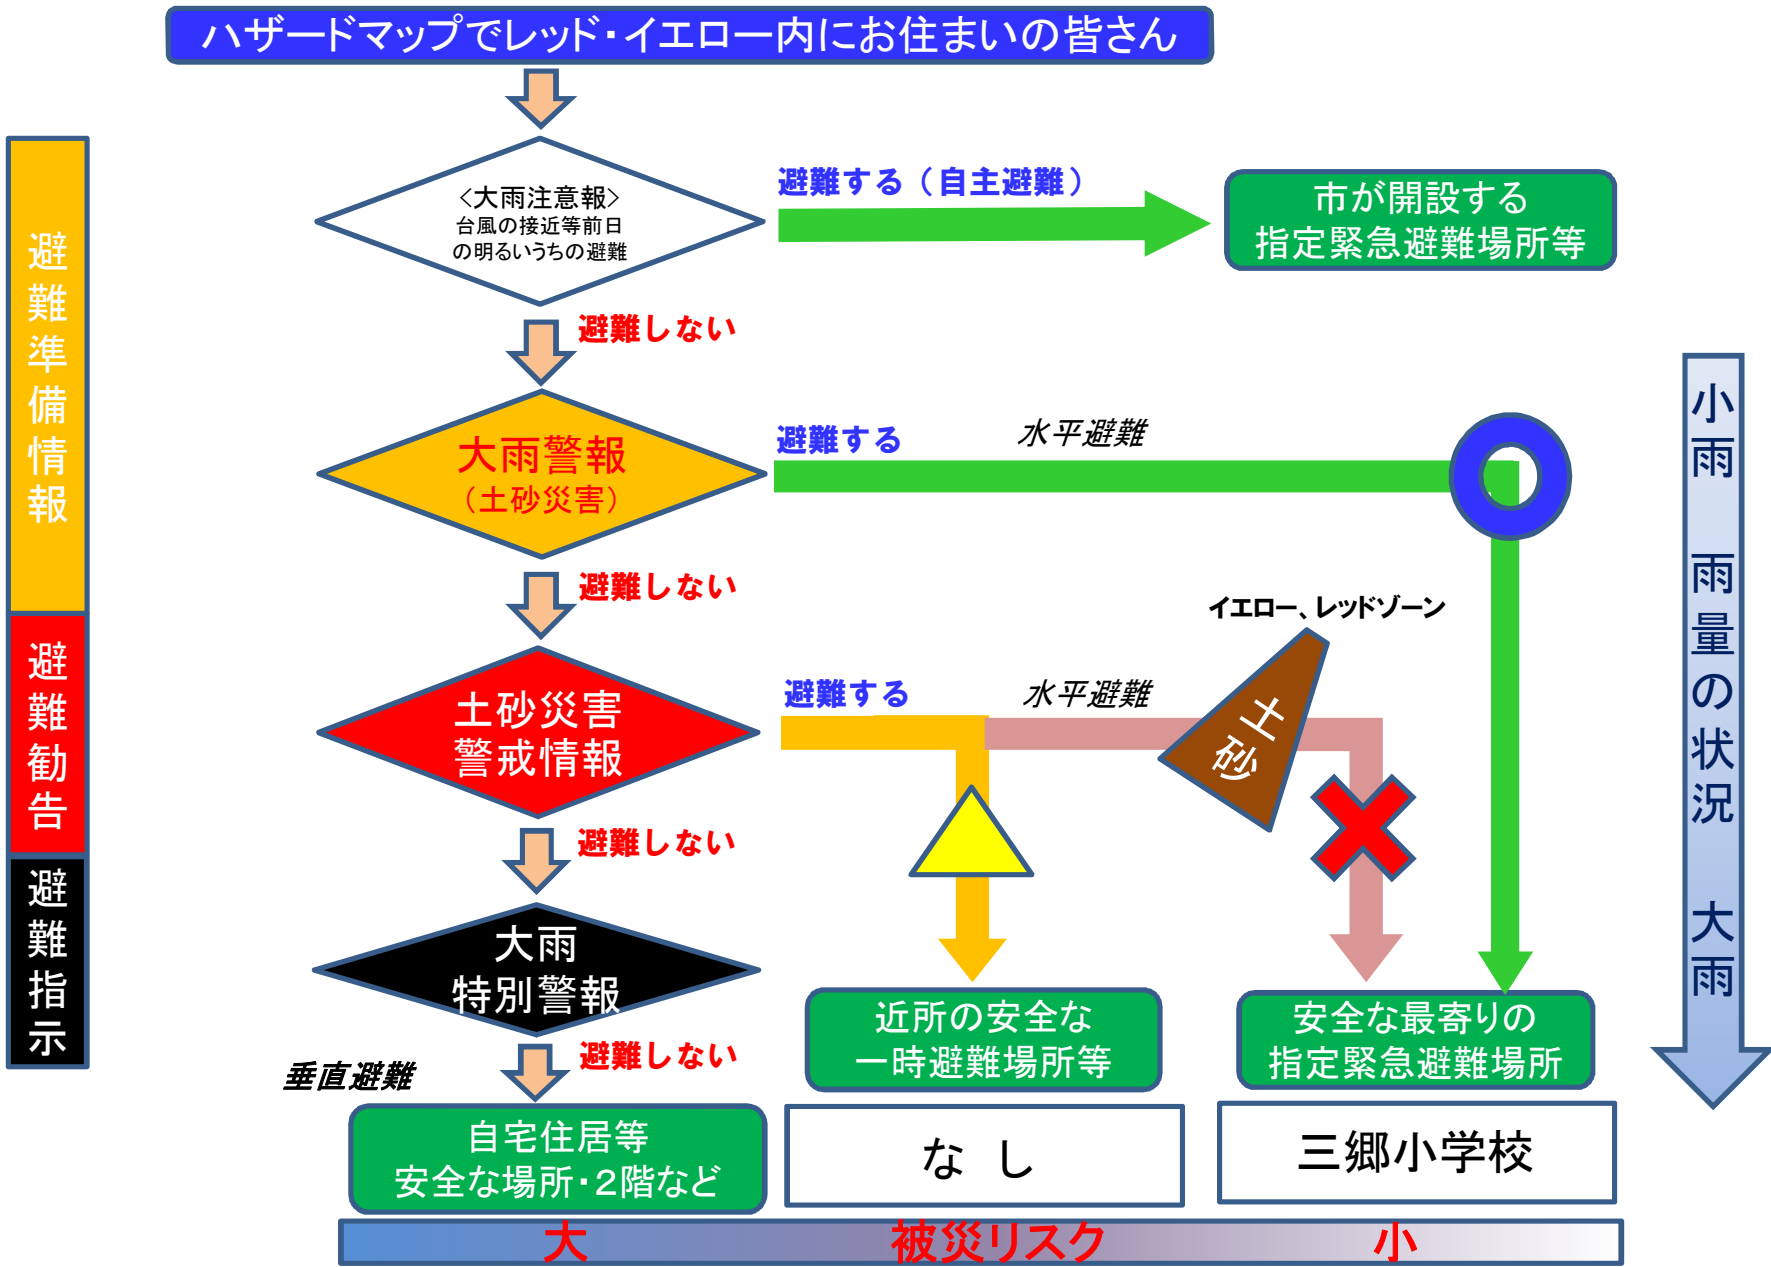 ハザードマップでレッド・イエロー内にお住まいの皆さん
避難準備情報
避難勧告
避難指示
<大雨注意報>
台風の接近等前日
の明るいうちの避難
避難する（自主避難）
市が開設する
指定緊急避難場所等
避難しない
大雨警報
（土砂災害）
避難する
水平避難
避難しない
イエロー、レッドゾーン
土砂災害
警戒情報
避難する
水平避難
土砂
避難しない
大雨
特別警報
避難しない
垂直避難
近所の安全な
一時避難場所等
安全な最寄りの
指定緊急避難場所
自宅住居等
安全な場所・２階など
なし
三郷小学校
大 被災リスク 小
小雨 雨量の状況 大雨